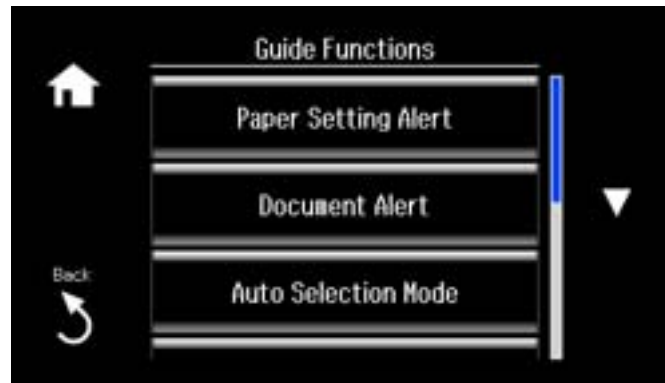 Guide Functions
Paper Setting Alert
Document Alert
Auto Selection Mode
Back